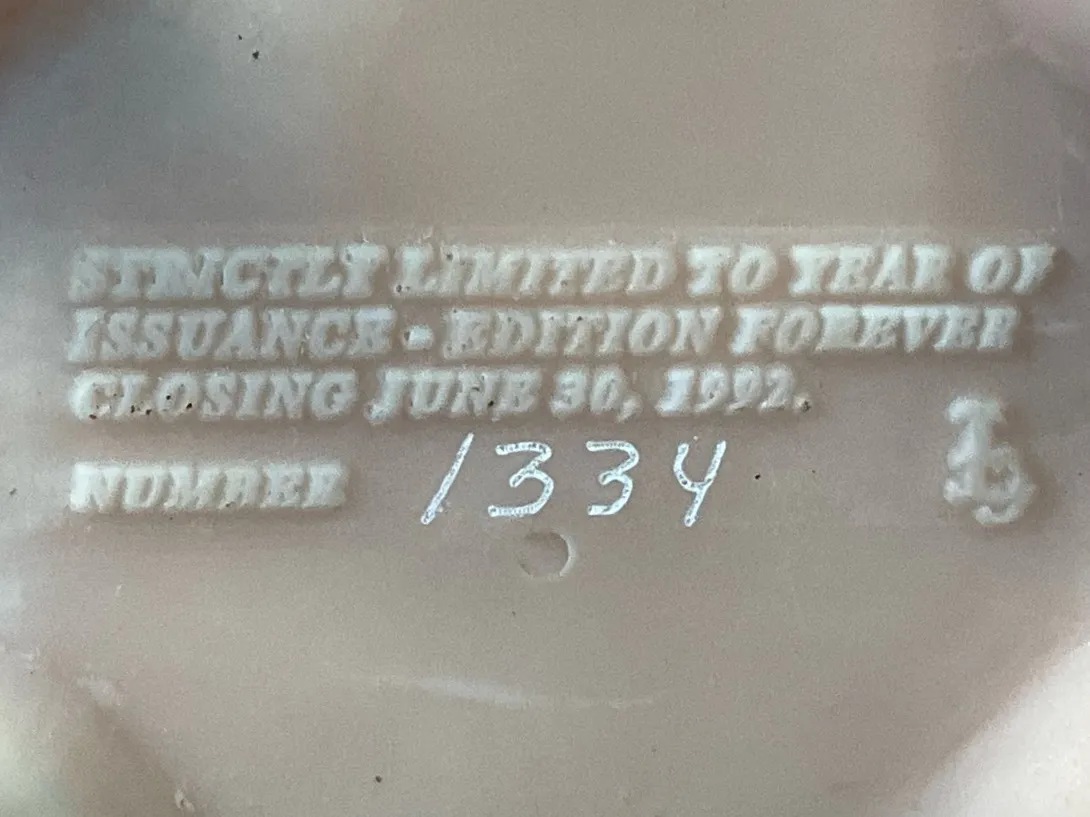 STRICTLY LIMITED TO YEAR OF
ISSUANCE - EDITION FOREVER
CLOSING JUNE 30, 1992.
NUMBER 1334